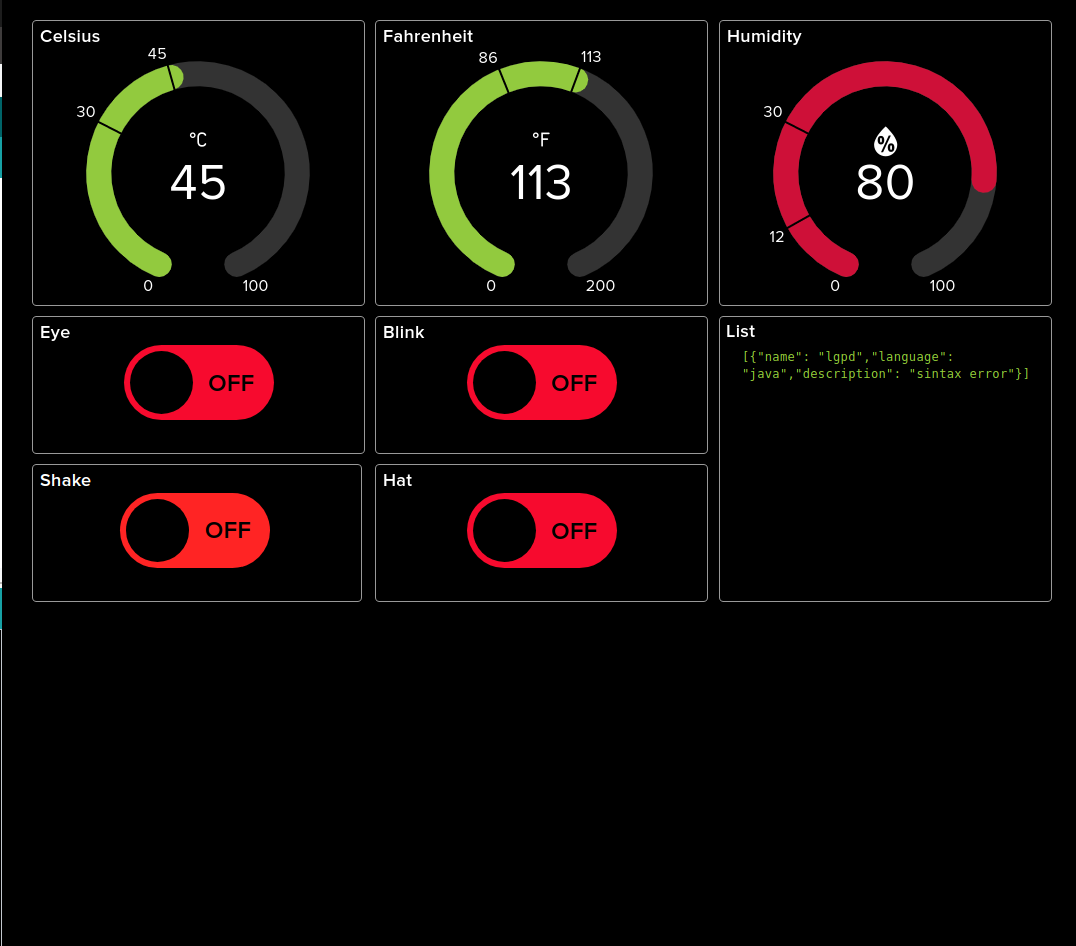 Celsius
45
30
°C
45
0
100
Fahrenheit
86
113
°F
113
0
200
Humidity
30
%
80
12
0
100
Eye
OFF
Blink
OFF
List
[{"name": "lgpd","language":
"java","description": "sintax error"}]
Shake
OFF
Hat
OFF